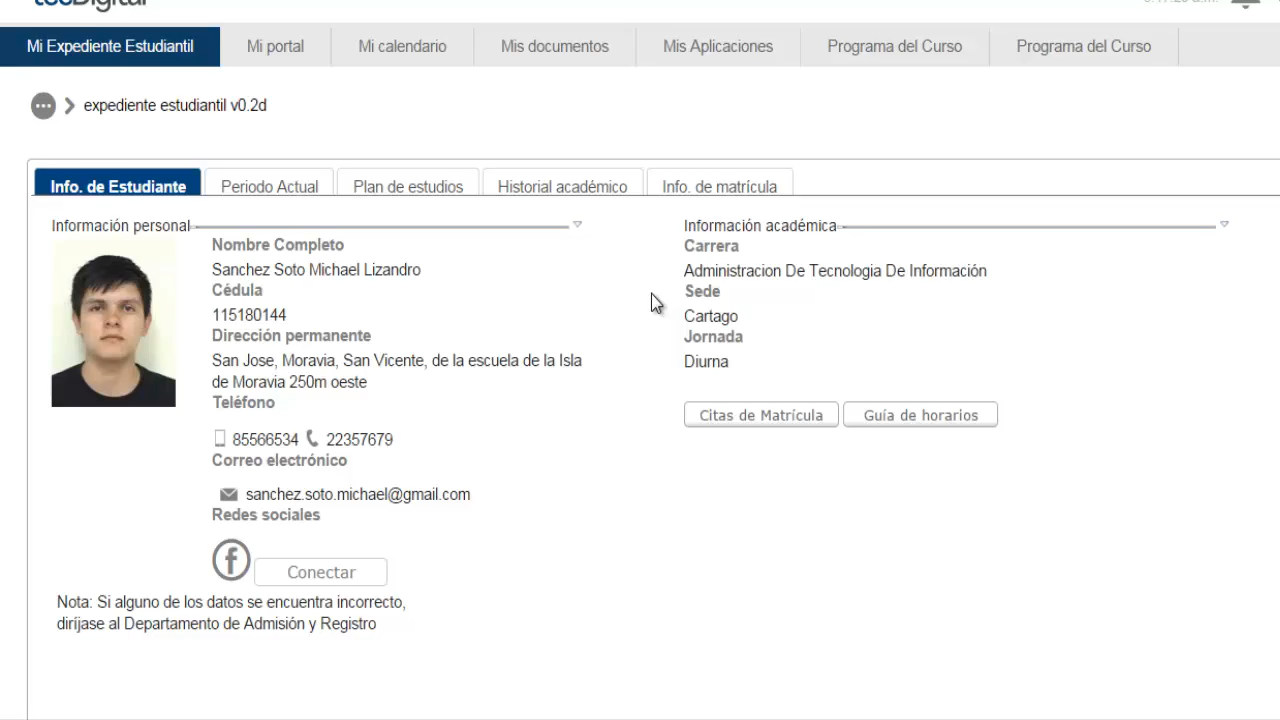 tecDigital
Mi Expediente Estudiantil
Mi portal
Mi calendario
Mis documentos
Mis Aplicaciones
Programa del Curso
Programa del Curso
expediente estudiantil v0.2d
Info. de Estudiante
Periodo Actual
Plan de estudios
Historial académico
Info. de matrícula
Información personal
Nombre Completo
Sanchez Soto Michael Lizandro
Cédula
115180144
Dirección permanente
San Jose, Moravia, San Vicente, de la escuela de la Isla
de Moravia 250m oeste
Teléfono
85566534 22357679
Correo electrónico
sanchez.soto.michael@gmail.com
Redes sociales
Conectar
Nota: Si alguno de los datos se encuentra incorrecto,
diríjase al Departamento de Admisión y Registro
Información académica
Carrera
Administracion De Tecnologia De Información
Sede
Cartago
Jornada
Diurna
Citas de Matrícula
Guía de horarios